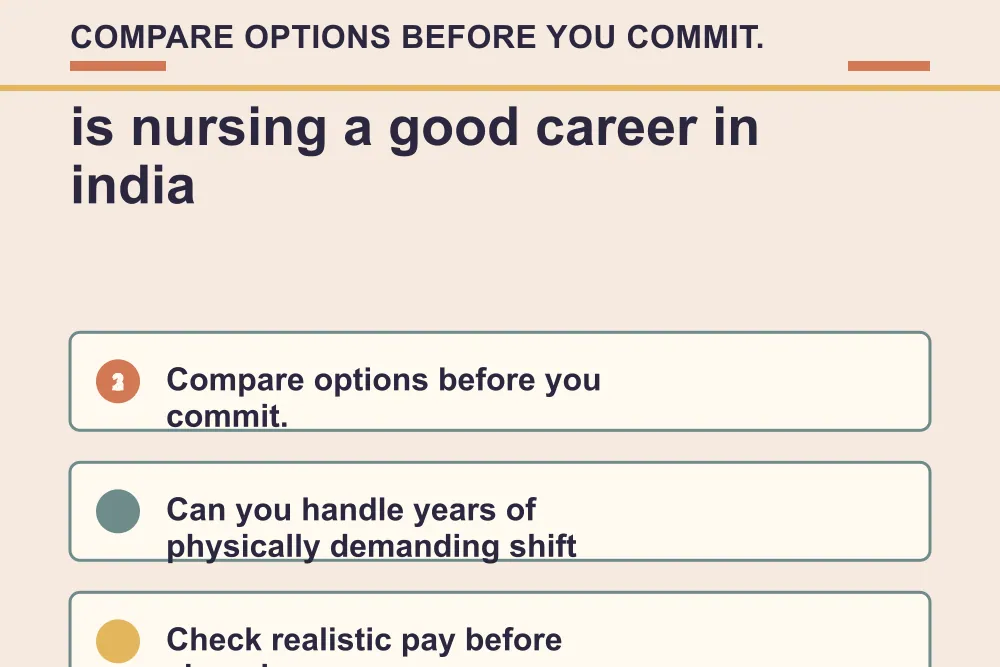 COMPARE OPTIONS BEFORE YOU COMMIT.
is nursing a good career in
india
Compare options before you
commit.
Can you handle years of
physically demanding shift
Check realistic pay before